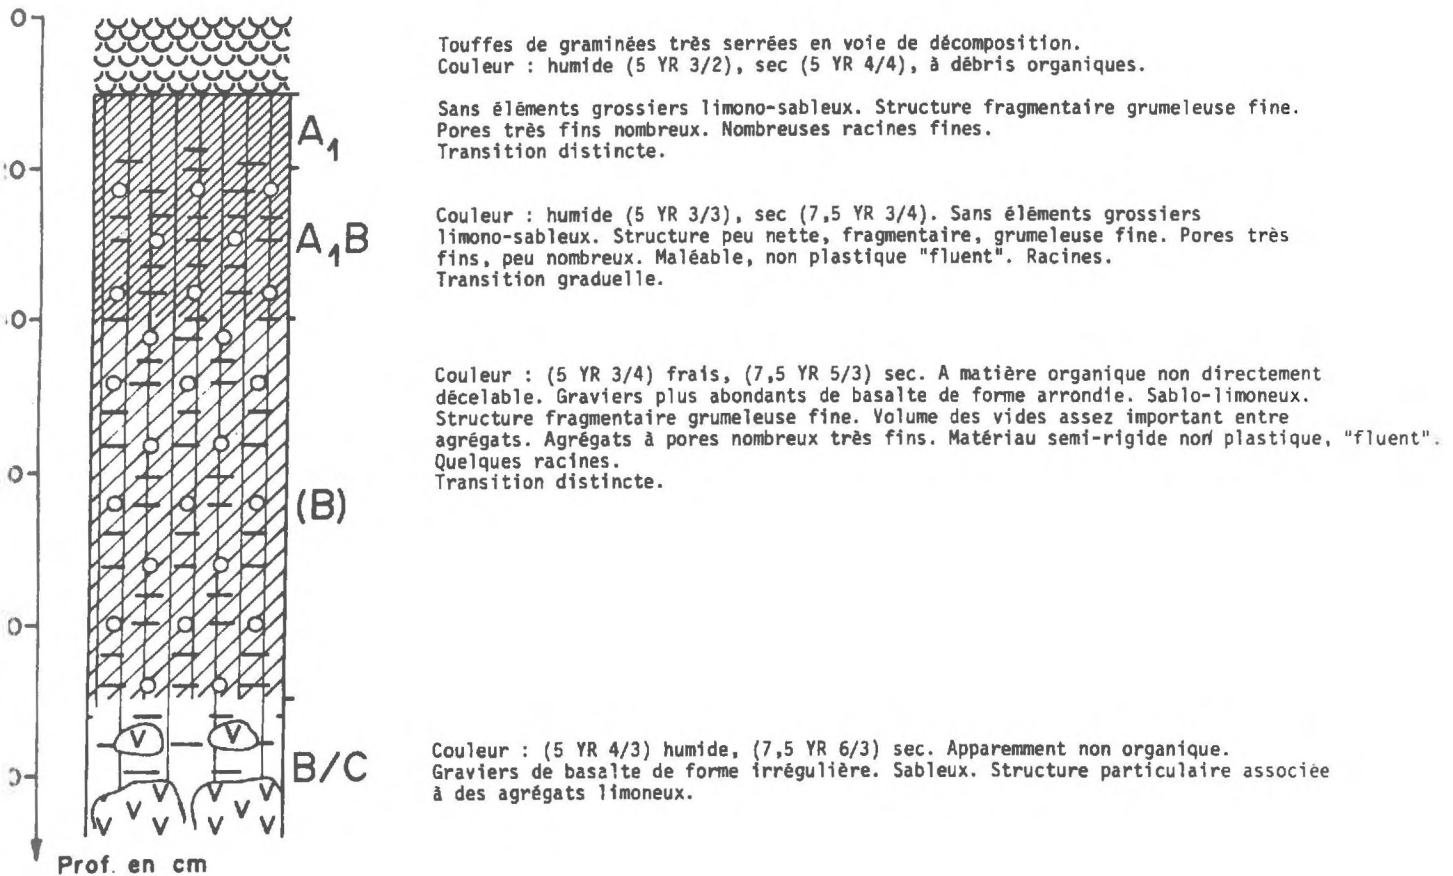 0
Touffes de graminées très serrées en voie de décomposition.
Couleur : humide (5 YR 3/2), sec (5 YR 4/4), à débris organiques.
Sans éléments grossiers limono-sableux. Structure fragmentaire grumeleuse fine.
Pores très fins nombreux. Nombreuses racines fines.
Transition distincte.
A1
0
Couleur : humide (5 YR 3/3), sec (7,5 YR 3/4). Sans éléments grossiers
limono-sableux. Structure peu nette, fragmentaire, grumeleuse fine. Pores très
fins, peu nombreux. Maléable, non plastique "fluent". Racines.
Transition graduelle.
A1B
0
Couleur : (5 YR 3/4) frais, (7,5 YR 5/3) sec. A matière organique non directement
décelable. Graviers plus abondants de basalte de forme arrondie. Sablo-limoneux.
Structure fragmentaire grumeleuse fine. Volume des vides assez important entre
agrégats. Agrégats à pores nombreux très fins. Matériau semi-rigide non plastique, "fluent".
Quelques racines.
Transition distincte.
0
(B)
0
Couleur : (5 YR 4/3) humide, (7,5 YR 6/3) sec. Apparemment non organique.
Graviers de basalte de forme irrégulière. Sableux. Structure particulaire associée
à des agrégats limoneux.
B/C
0
Prof. en cm